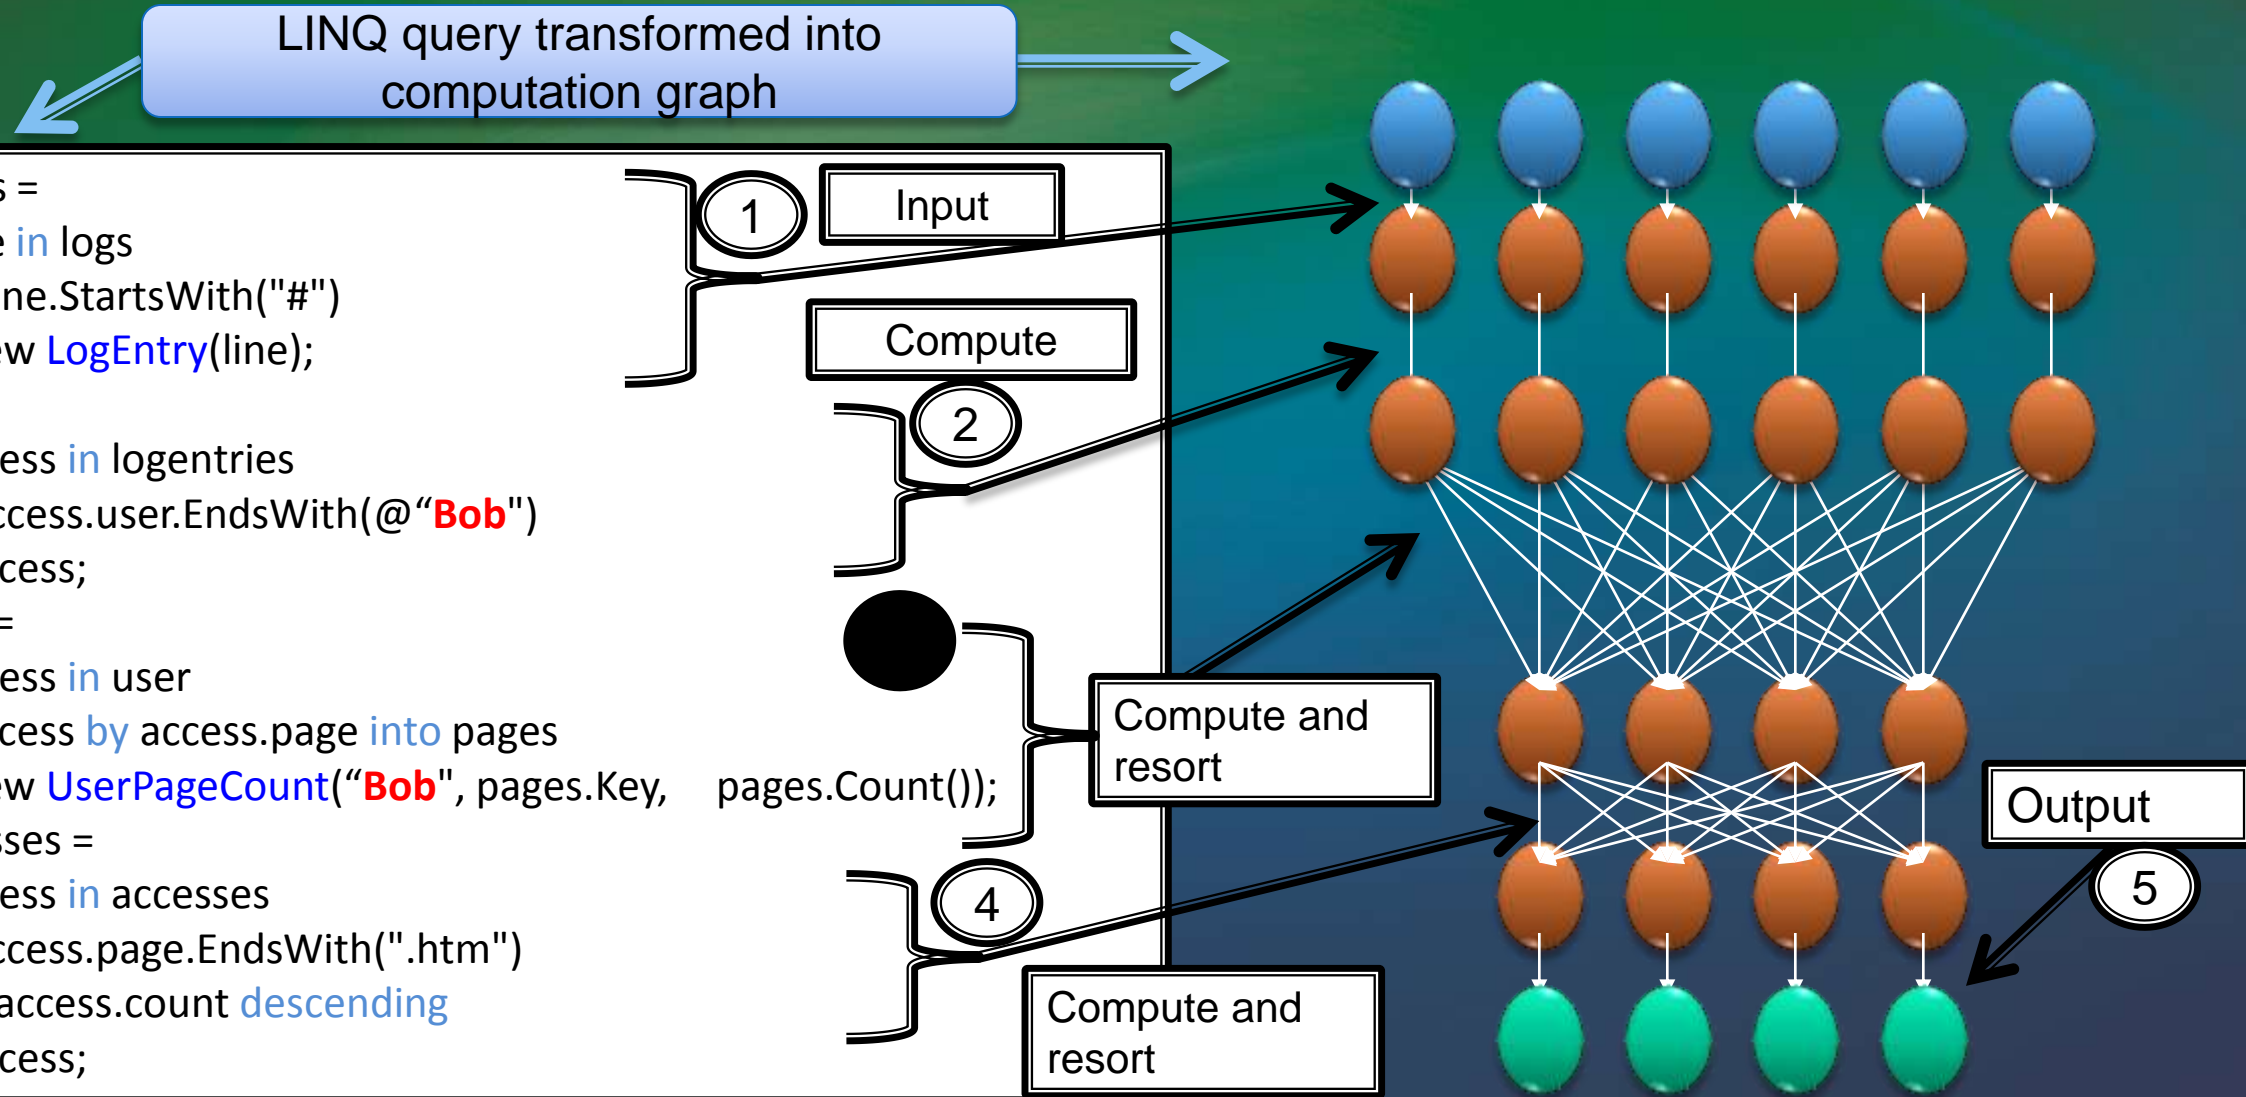 LINQ query transformed into
computation graph
s =
e in logs
ne.StartsWith("#")
ew LogEntry(line);
ess in logentries
ccess.user.EndsWith(@“Bob")
cess;
=
ess in user
cess by access.page into pages
ew UserPageCount(“Bob", pages.Key, pages.Count());
sses =
ess in accesses
ccess.page.EndsWith(".htm")
access.count descending
cess;
1
Input
Compute
2
Compute and
resort
4
Compute and
resort
Output
5